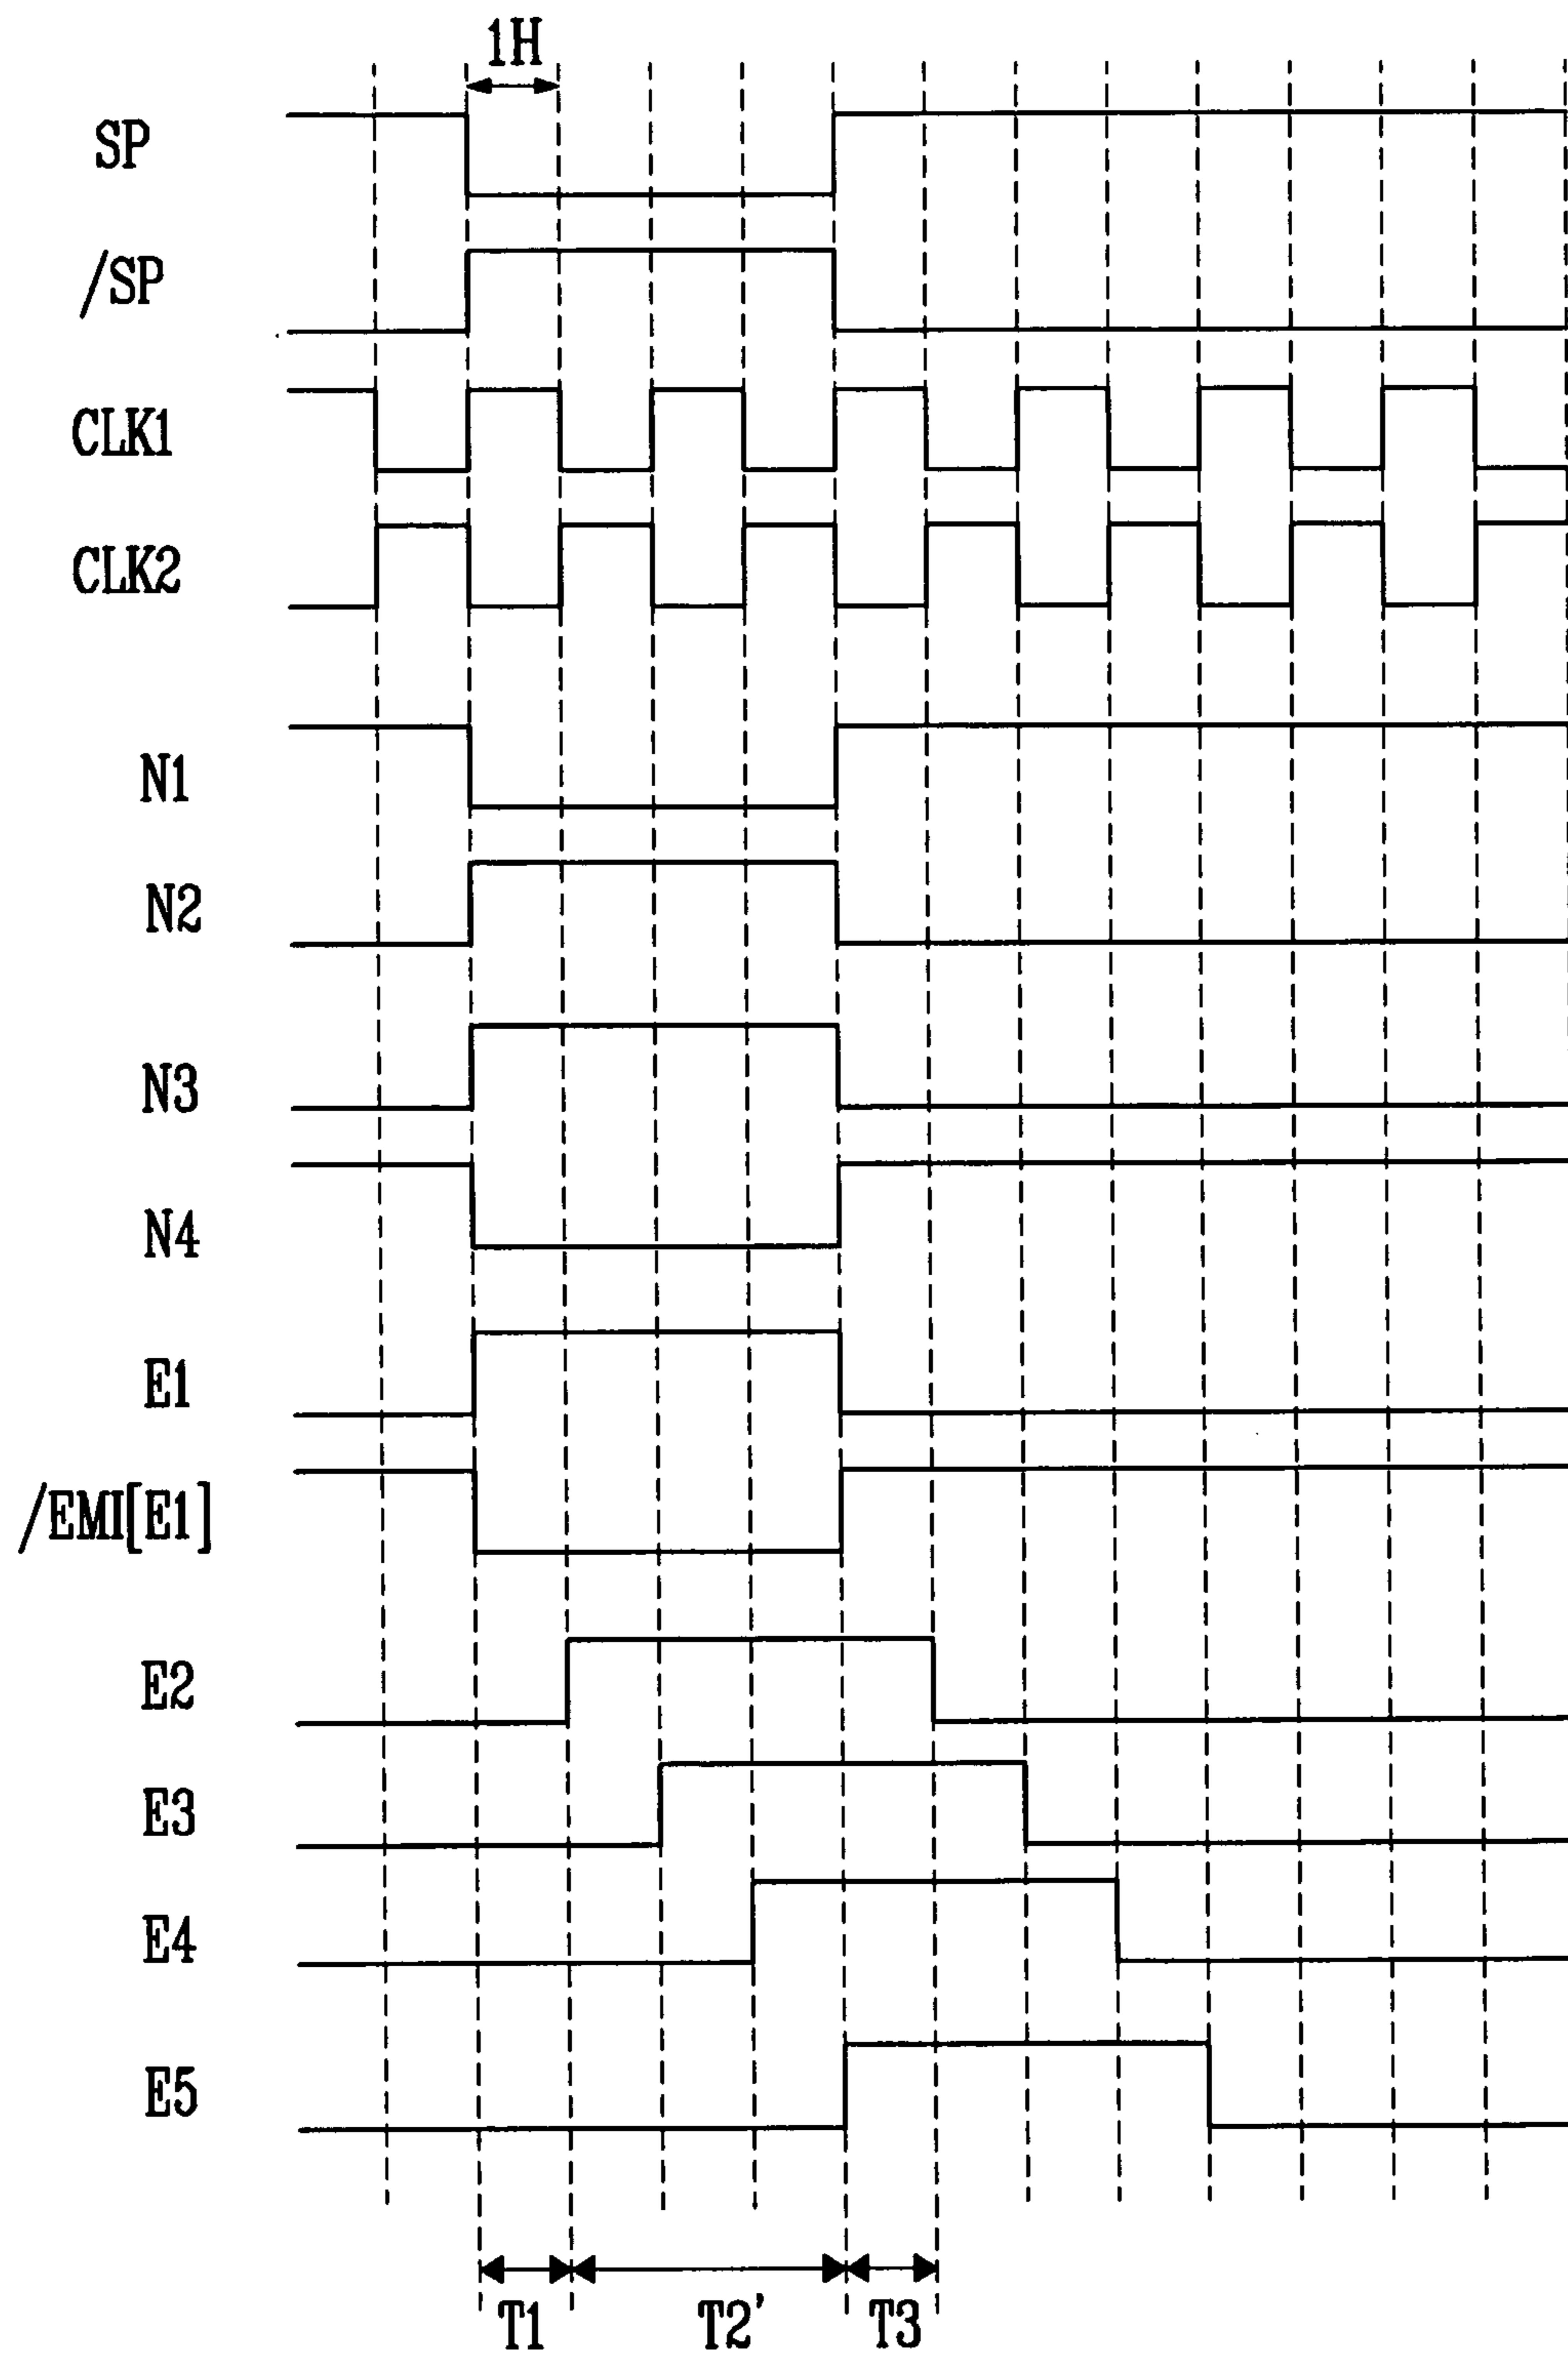 1H
SP
/SP
CLK1
CLK2
N1
N2
N3
N4
E1
/EMI[E1]
E2
E3
E4
E5
T1 T2' T3